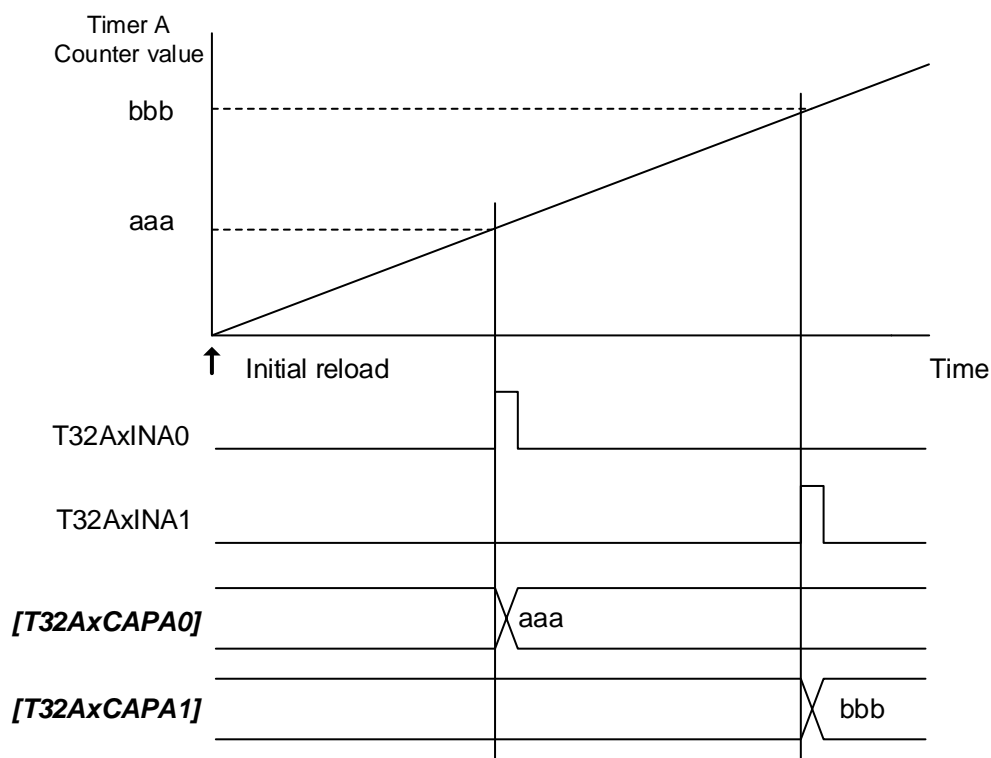 Timer A
Counter value
bbb
aaa
Initial reload
Time
T32AxINA0
T32AxINA1
[T32AxCAPA0]
aaa
[T32AxCAPA1]
bbb